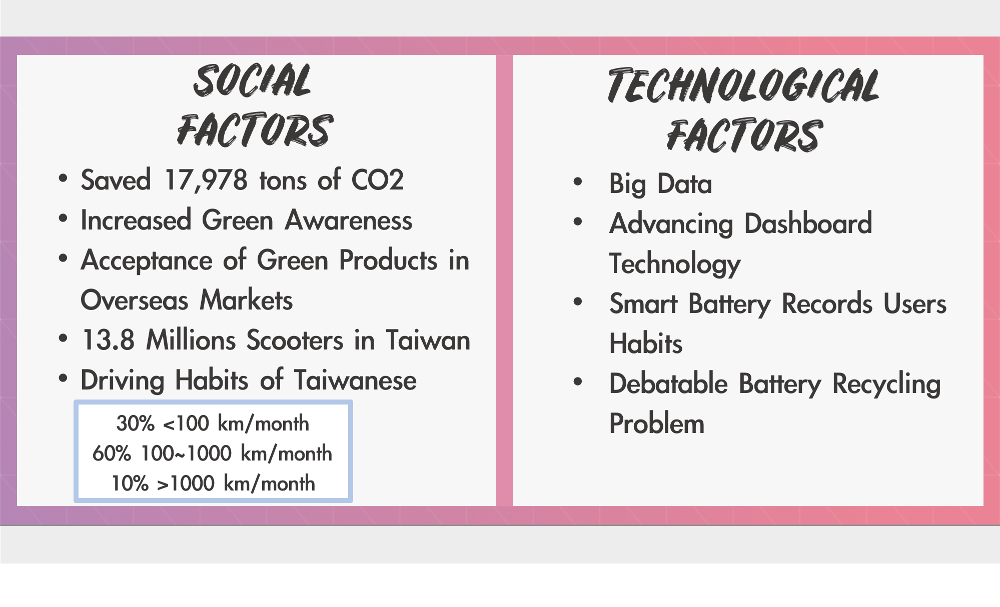 SOCIAL
FACTORS
• Saved 17,978 tons of CO2
• Increased Green Awareness
• Acceptance of Green Products in
Overseas Markets
• 13.8 Millions Scooters in Taiwan
• Driving Habits of Taiwanese
30% <100 km/month
60% 100~1000 km/month
10% >1000 km/month
TECHNOLOGICAL
FACTORS
• Big Data
• Advancing Dashboard
Technology
• Smart Battery Records Users
Habits
• Debatable Battery Recycling
Problem